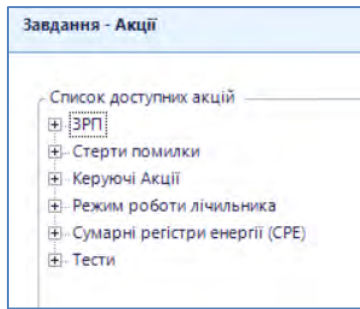 Завдання - Акції
Список доступних акцій
ЗРП
Стерти помилки
Керуючі Акції
Режим роботи лічильника
Сумарні регістри енергії (СРЕ)
Тести